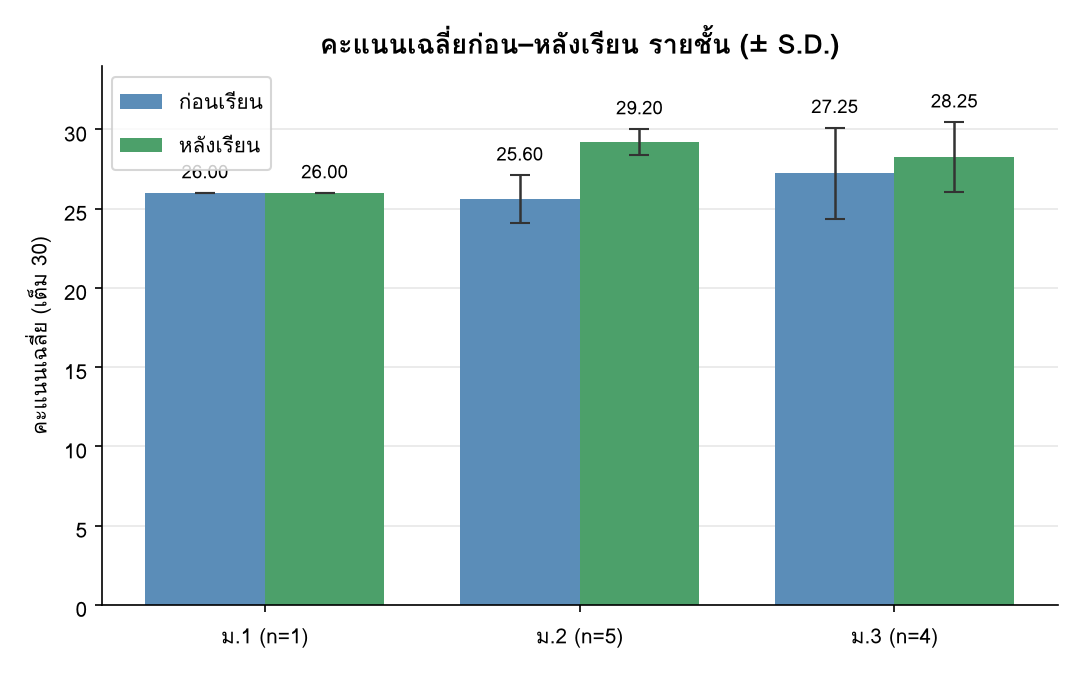 คะแนนเฉลี่ยก่อน–หลังเรียน รายชั้น (± S.D.)
ก่อนเรียน
หลังเรียน
26.00
26.00
25.60
29.20
27.25
28.25
คะแนนเฉลี่ย (เต็ม 30)
30
25
20
15
10
5
0
ม.1 (n=1)
ม.2 (n=5)
ม.3 (n=4)